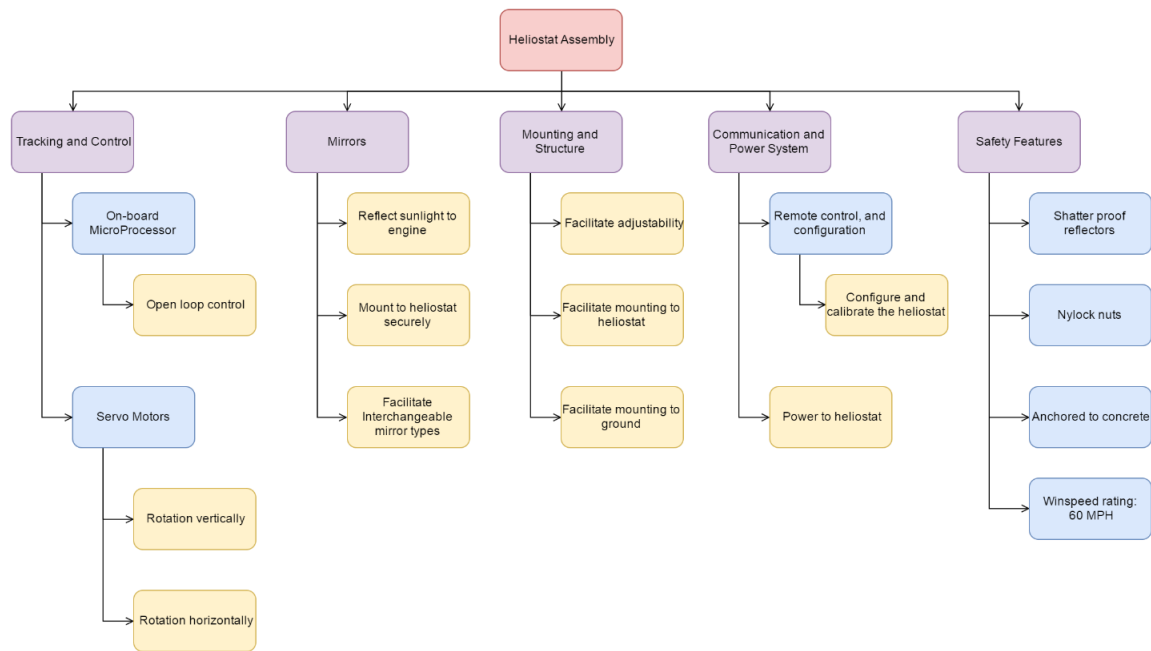 Heliostat Assembly
Tracking and Control
Mirrors
Mounting and
Structure
Communication and
Power System
Safety Features
On-board
MicroProcessor
Open loop control
Servo Motors
Rotation vertically
Rotation horizontally
Reflect sunlight to
engine
Mount to heliostat
securely
Facilitate
Interchangeable
mirror types
Facilitate adjustability
Facilitate mounting to
heliostat
Facilitate mounting to
ground
Remote control, and
configuration
Configure and
calibrate the heliostat
Power to heliostat
Shatter proof
reflectors
Nylock nuts
Anchored to concrete
Winspeed rating:
60 MPH